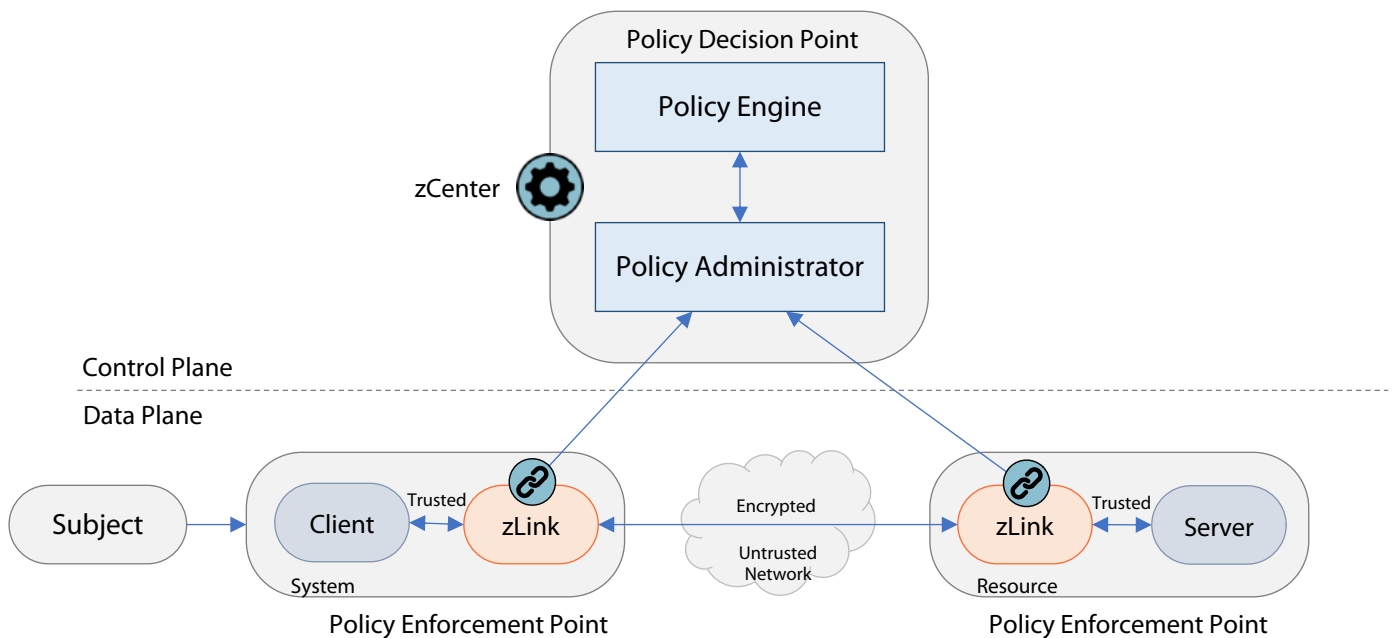 Policy Decision Point
Policy Engine
zCenter
Policy Administrator
Control Plane
Data Plane
Subject
Client
Trusted
zLink
System
Policy Enforcement Point
Encrypted
Untrusted
Network
zLink
Trusted
Server
Resource
Policy Enforcement Point